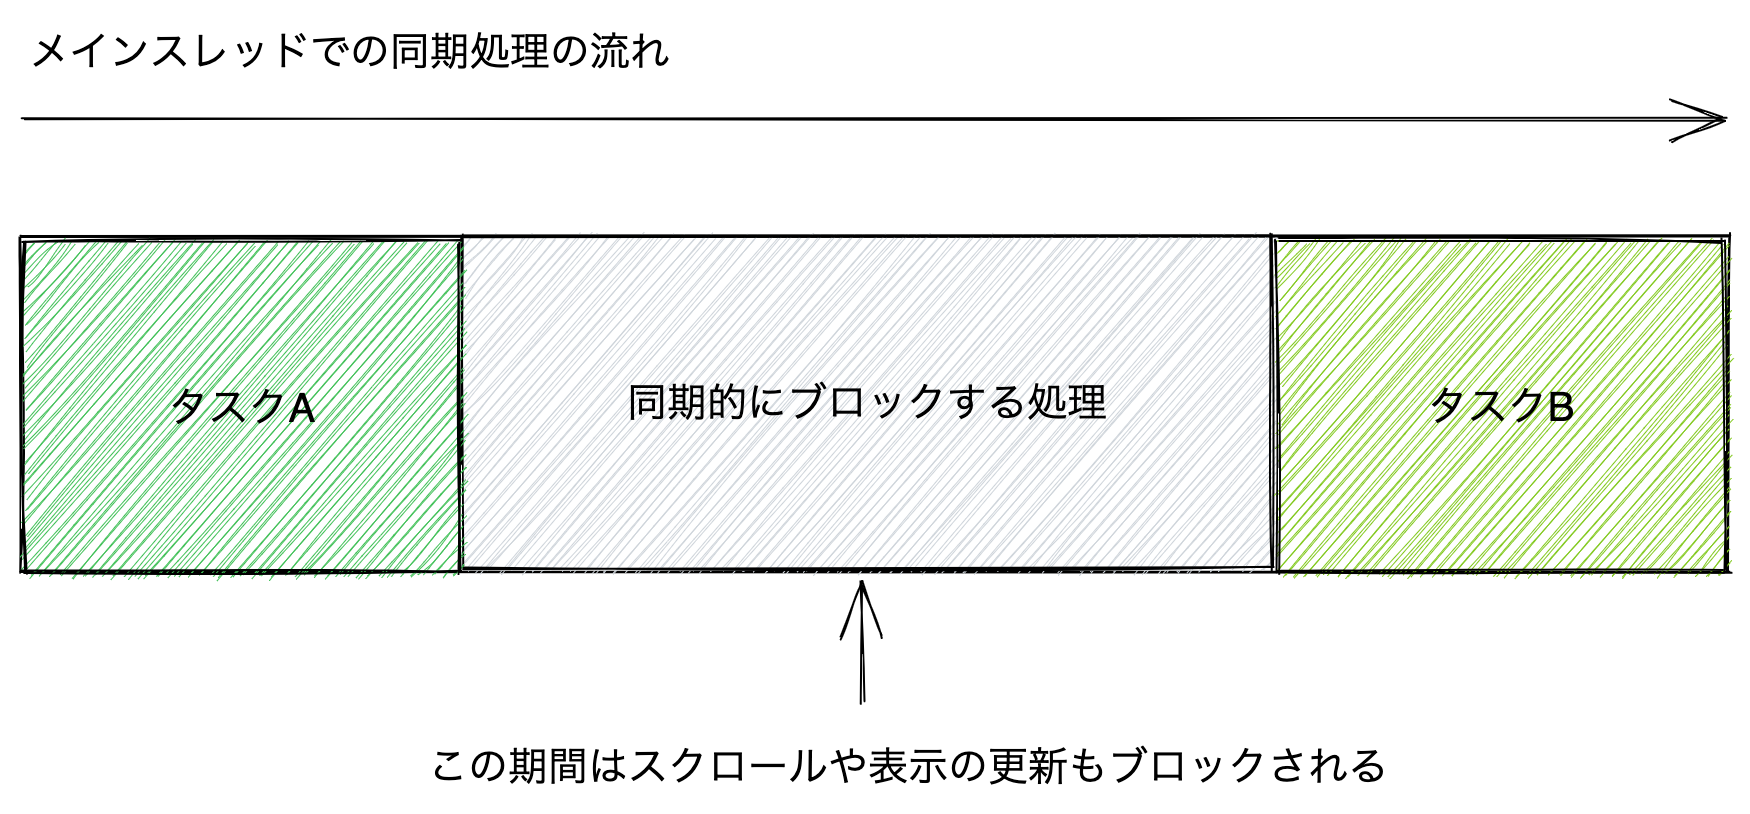 メインスレッドでの同期処理の流れ
タスクA
同期的にブロックする処理
タスクB
この期間はスクロールや表示の更新もブロックされる